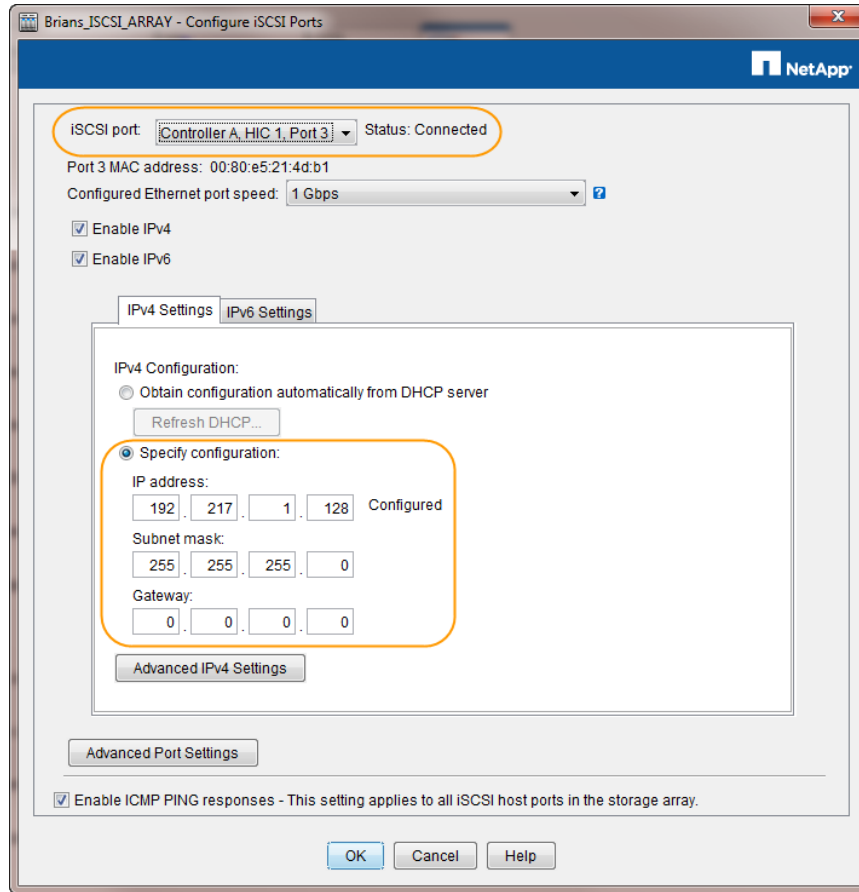 Brians_ISCSI_ARRAY - Configure iSCSI Ports
NetApp
iSCSI port: Controller A, HIC 1, Port 3 Status: Connected
Port 3 MAC address: 00:80:e5:21:4d:b1
Configured Ethernet port speed: 1 Gbps ?
Enable IPv4
Enable IPv6
IPv4 Settings IPv6 Settings
IPv4 Configuration:
Obtain configuration automatically from DHCP server
Refresh DHCP...
Specify configuration:
IP address:
192 . 217 . 1 . 128 Configured
Subnet mask:
255 . 255 . 255 . 0
Gateway:
0 . 0 . 0 . 0
Advanced IPv4 Settings
Advanced Port Settings
Enable ICMP PING responses - This setting applies to all iSCSI host ports in the storage array.
OK Cancel Help